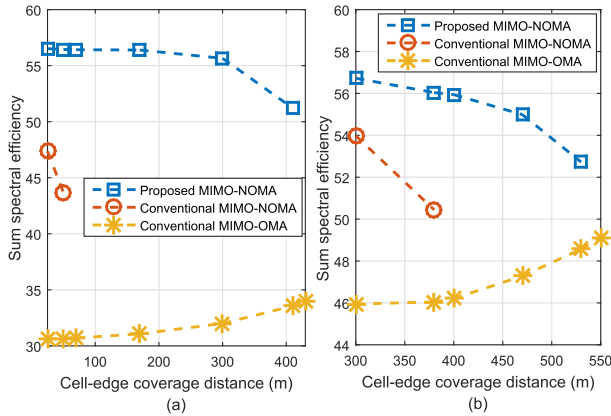 60
55
50
45
40
35
30
Sum spectral efficiency
Proposed MIMO-NOMA
Conventional MIMO-NOMA
Conventional MIMO-OMA
100
200
300
400
Cell-edge coverage distance (m)
(a)
60
58
56
54
52
50
48
46
44
Sum spectral efficiency
Proposed MIMO-NOMA
Conventional MIMO-NOMA
Conventional MIMO-OMA
300
350
400
450
500
550
Cell-edge coverage distance (m)
(b)